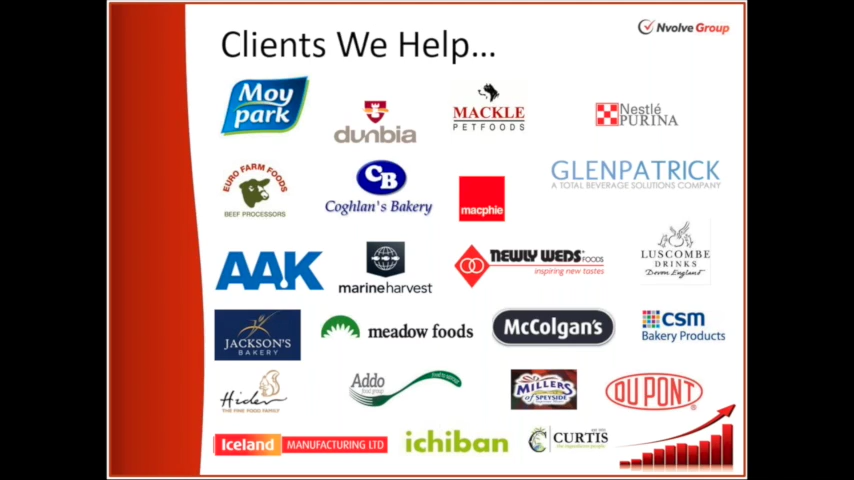 Nvolve Group
Clients We Help...
Moy
park
dunbia
MACKLE
PETFOODS
Nestlé
PURINA
EURO FARM FOODS
BEEF PROCESSORS
CB
Coghlan's Bakery
macphie
GLENPATRICK
A TOTAL BEVERAGE SOLUTIONS COMPANY
AAK
marineharvest
NEWLY WEDS FOODS
inspiring new tastes
LUSCOMBE
DRINKS
Devon, England
JACKSON'S
BAKERY
meadow foods
McColgan's
csm
Bakery Products
Hider
THE FINE FOOD FAMILY
Addo
food group
MILLERS
OF SPEYSIDE
DU PONT
Iceland MANUFACTURING LTD
ichiban
CURTIS